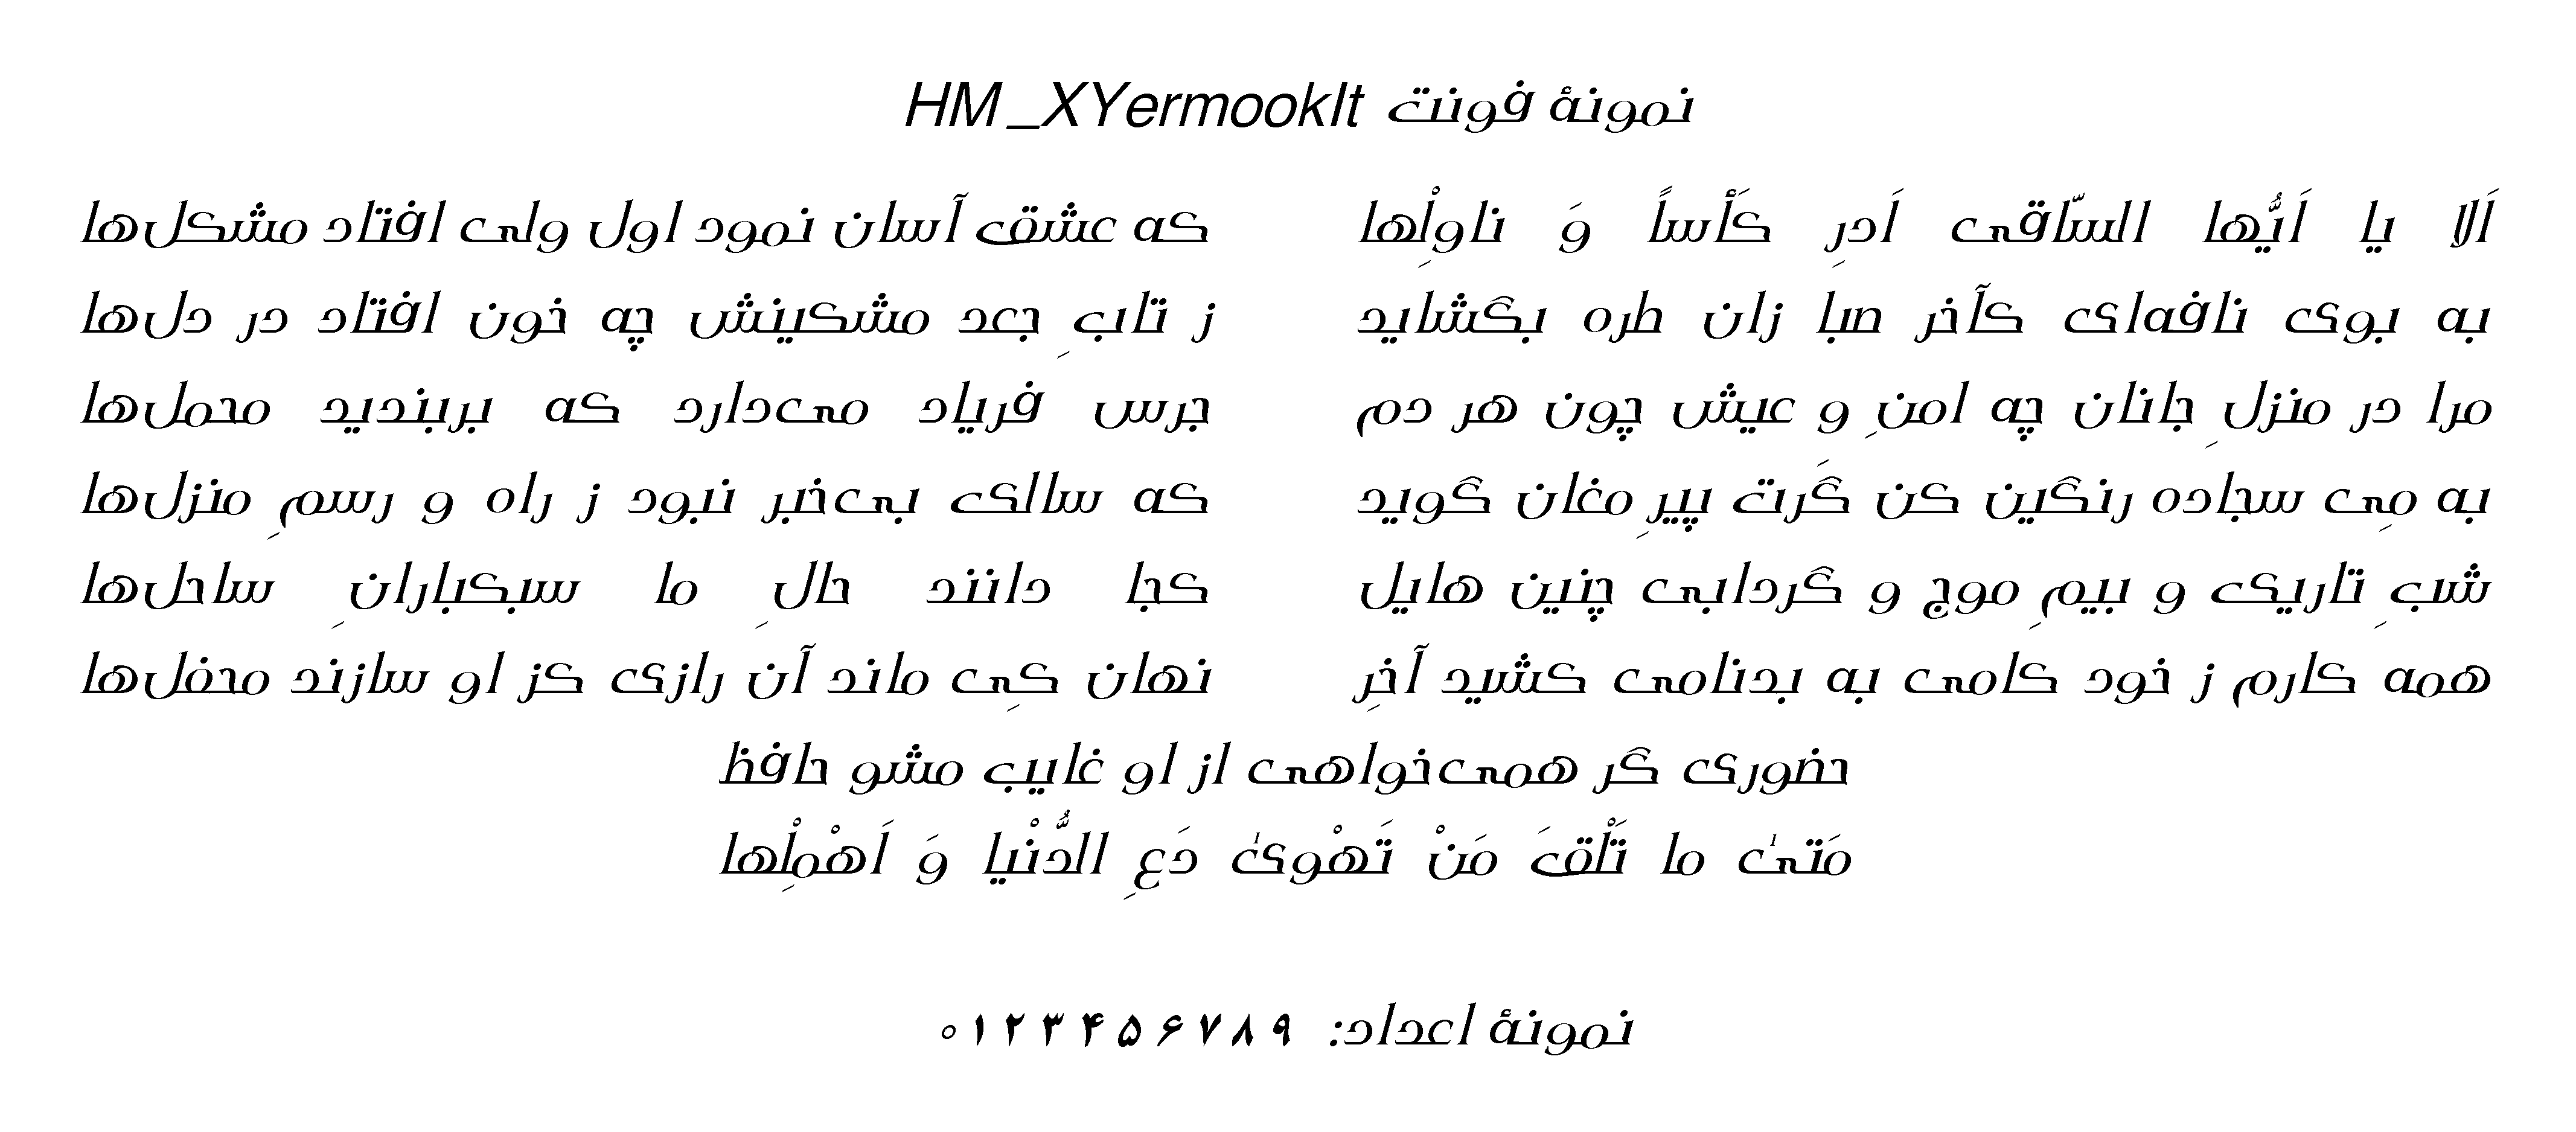 نمونهٔ فونت HM_XYermookIt
اَلا یا اَیُّها السّاقی اَدرِ کَأساً وَ ناوِلْها که عشق آسان نمود اول ولی افتاد مشکل‌ها
به بوی نافه‌ای کآخر صبا زان طره بگشاید ز تابِ جعد مشکینش چه خون افتاد در دل‌ها
مرا در منزلِ جانان چه امنِ و عیش چون هر دم جرس فریاد می‌دارد که بربندید محمل‌ها
به مِی سجاده رنگین کن گَرت پیرِ مغان گوید که سالک بی‌خبر نبود ز راه و رسمِ منزل‌ها
شبِ تاریک و بیمِ موج و گردابی چنین هایل کجا دانند حالِ ما سبکبارانِ ساحل‌ها
همه کارم ز خود کامی به بدنامی کشید آخرِ نهان کِی ماند آن رازی کز او سازند محفل‌ها
حضوری گر همی‌خواهی از او غایب مشو حافظ
مَتیٰ ما تَلْقَ مَنْ تَهْویٰ دَعِ الدُّنْیا وَ اَهْمِلْها
نمونهٔ اعداد: ۰۱۲۳۴۵۶۷۸۹